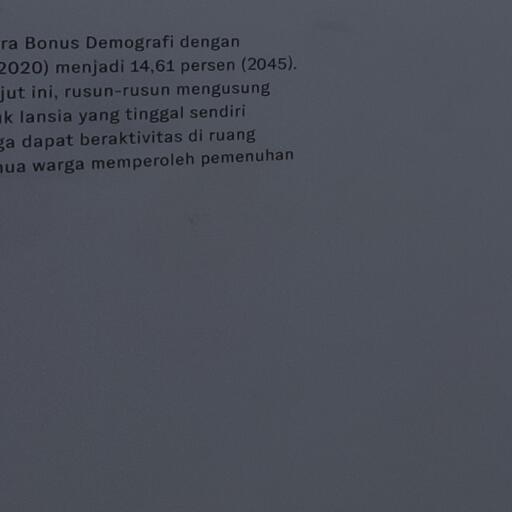 ra Bonus Demografi dengan
2020) menjadi 14,61 persen (2045).
jut ini, rusun-rusun mengusung
uk lansia yang tinggal sendiri
ga dapat beraktivitas di ruang
mua warga memperoleh pemenuhan